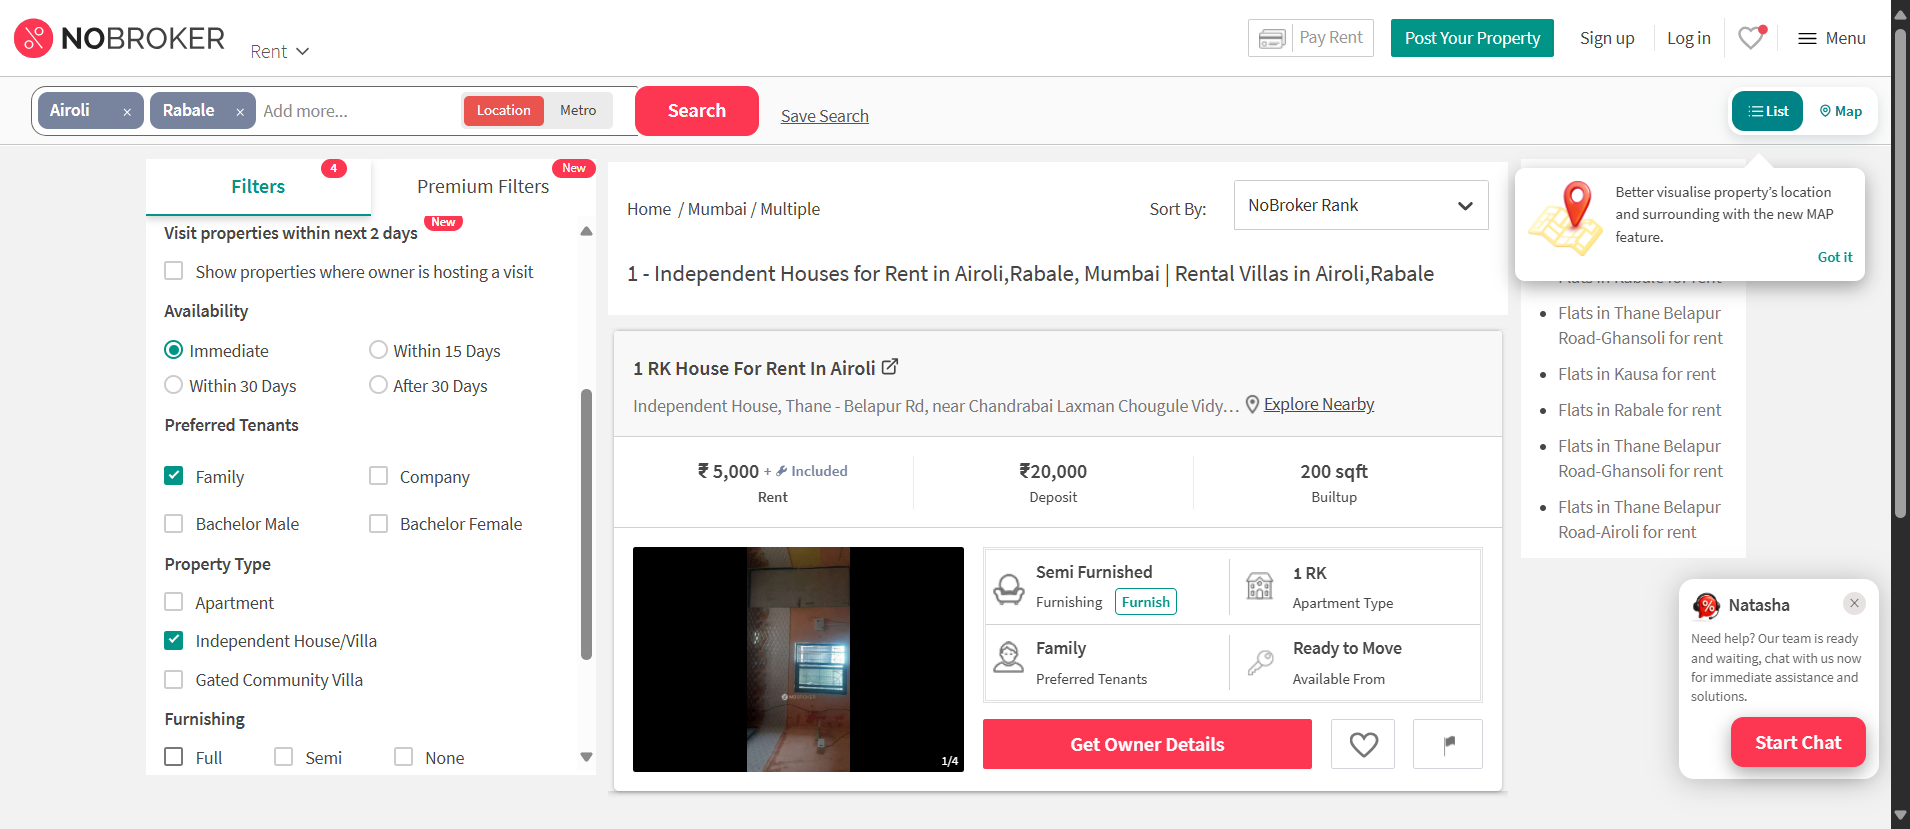 NOBROKER
Rent
Pay Rent
Post Your Property
Sign up
Log in
Menu
Airoli ×
Rabale ×
Add more...
Location
Metro
Search
Save Search
List
Map
Filters
4
Premium Filters
New
Visit properties within next 2 days
New
Show properties where owner is hosting a visit
Availability
Immediate
Within 15 Days
Within 30 Days
After 30 Days
Preferred Tenants
Family
Company
Bachelor Male
Bachelor Female
Property Type
Apartment
Independent House/Villa
Gated Community Villa
Furnishing
Full
Semi
None
Home / Mumbai / Multiple
Sort By:
NoBroker Rank
1 - Independent Houses for Rent in Airoli,Rabale, Mumbai | Rental Villas in Airoli,Rabale
1 RK House For Rent In Airoli
Independent House, Thane - Belapur Rd, near Chandrabai Laxman Chougule Vidy...
Explore Nearby
₹ 5,000 + Included
Rent
₹20,000
Deposit
200 sqft
Builtup
NOBROKER
1/4
Semi Furnished
Furnishing
Furnish
1 RK
Apartment Type
Family
Preferred Tenants
Ready to Move
Available From
Get Owner Details
Better visualise property's location
and surrounding with the new MAP
feature.
Got it
Flats in Rabale for rent
Flats in Thane Belapur
Road-Ghansoli for rent
Flats in Kausa for rent
Flats in Rabale for rent
Flats in Thane Belapur
Road-Ghansoli for rent
Flats in Thane Belapur
Road-Airoli for rent
Natasha
Need help? Our team is ready
and waiting, chat with us now
for immediate assistance and
solutions.
Start Chat